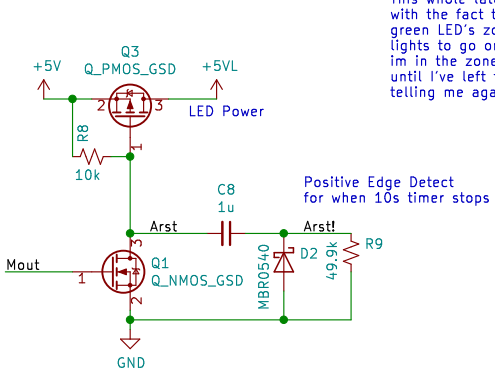 This whole late
with the fact t
green LED's zo
lights to go or
im in the zone
until I've left t
telling me aga
Q3
+5V
Q_PMOS_GSD
+5VL
2
3
LED Power
R8
1
10k
C8
1u
Positive Edge Detect
for when 10s timer stops
Arst
Arst!
3
Q1
D2
R9
Mout
1
Q_NMOS_GSD
MBR0540
49.9k
2
GND